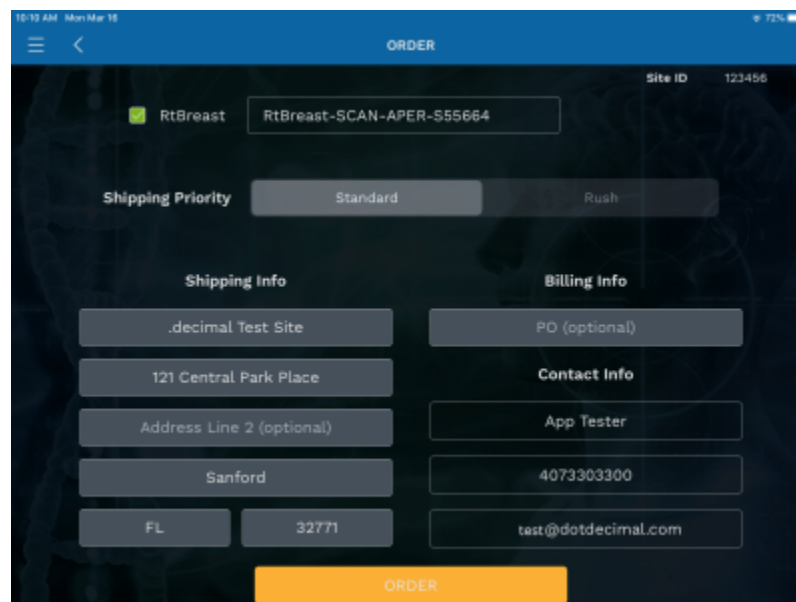 10:10 AM Mon Mar 16 72%
ORDER
Site ID 123456
RtBreast RtBreast-SCAN-APER-S55664
Shipping Priority Standard Rush
Shipping Info
.decimal Test Site
121 Central Park Place
Address Line 2 (optional)
Sanford
FL 32771
Billing Info
PO (optional)
Contact Info
App Tester
4073303300
test@dotdecimal.com
ORDER